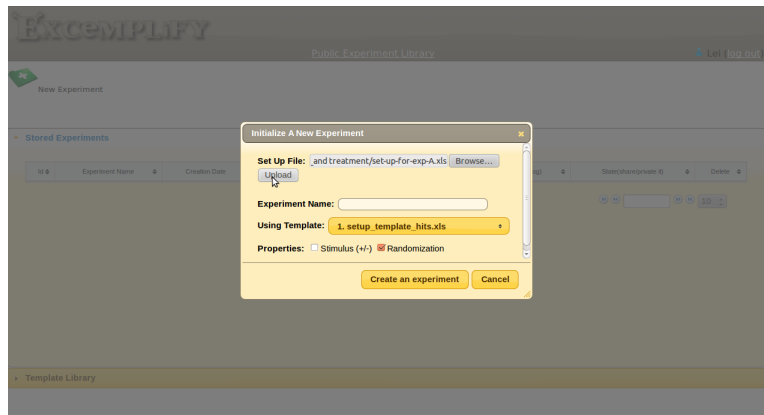 EXCEMPLIFY
Public Experiment Library
Lei (log out)
New Experiment
Stored Experiments
Id Experiment Name Creation Date State(share/private it) Delete
10
Initialize A New Experiment
Set Up File: _and treatment/set-up-for-exp-A.xls Browse...
Upload
Experiment Name:
Using Template: 1. setup_template_hits.xls
Properties: Stimulus (+/-) Randomization
Create an experiment Cancel
Template Library